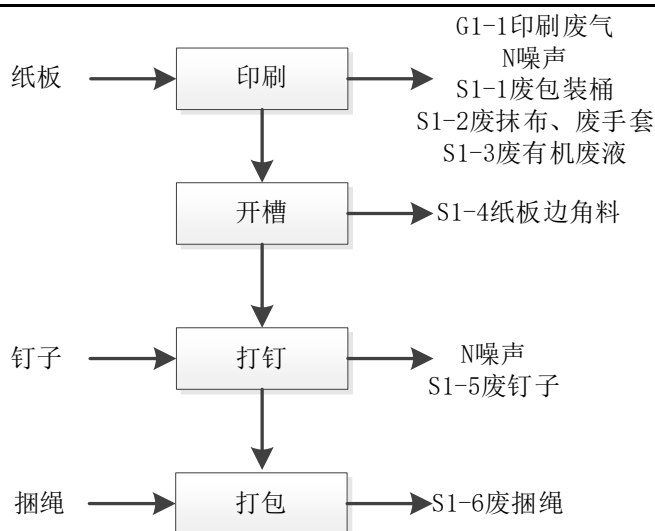 G1-1印刷废气
N噪声
S1-1废包装桶
S1-2废抹布、废手套
S1-3废有机废液
纸板
印刷
开槽
S1-4纸板边角料
钉子
打钉
N噪声
S1-5废钉子
捆绳
打包
S1-6废捆绳